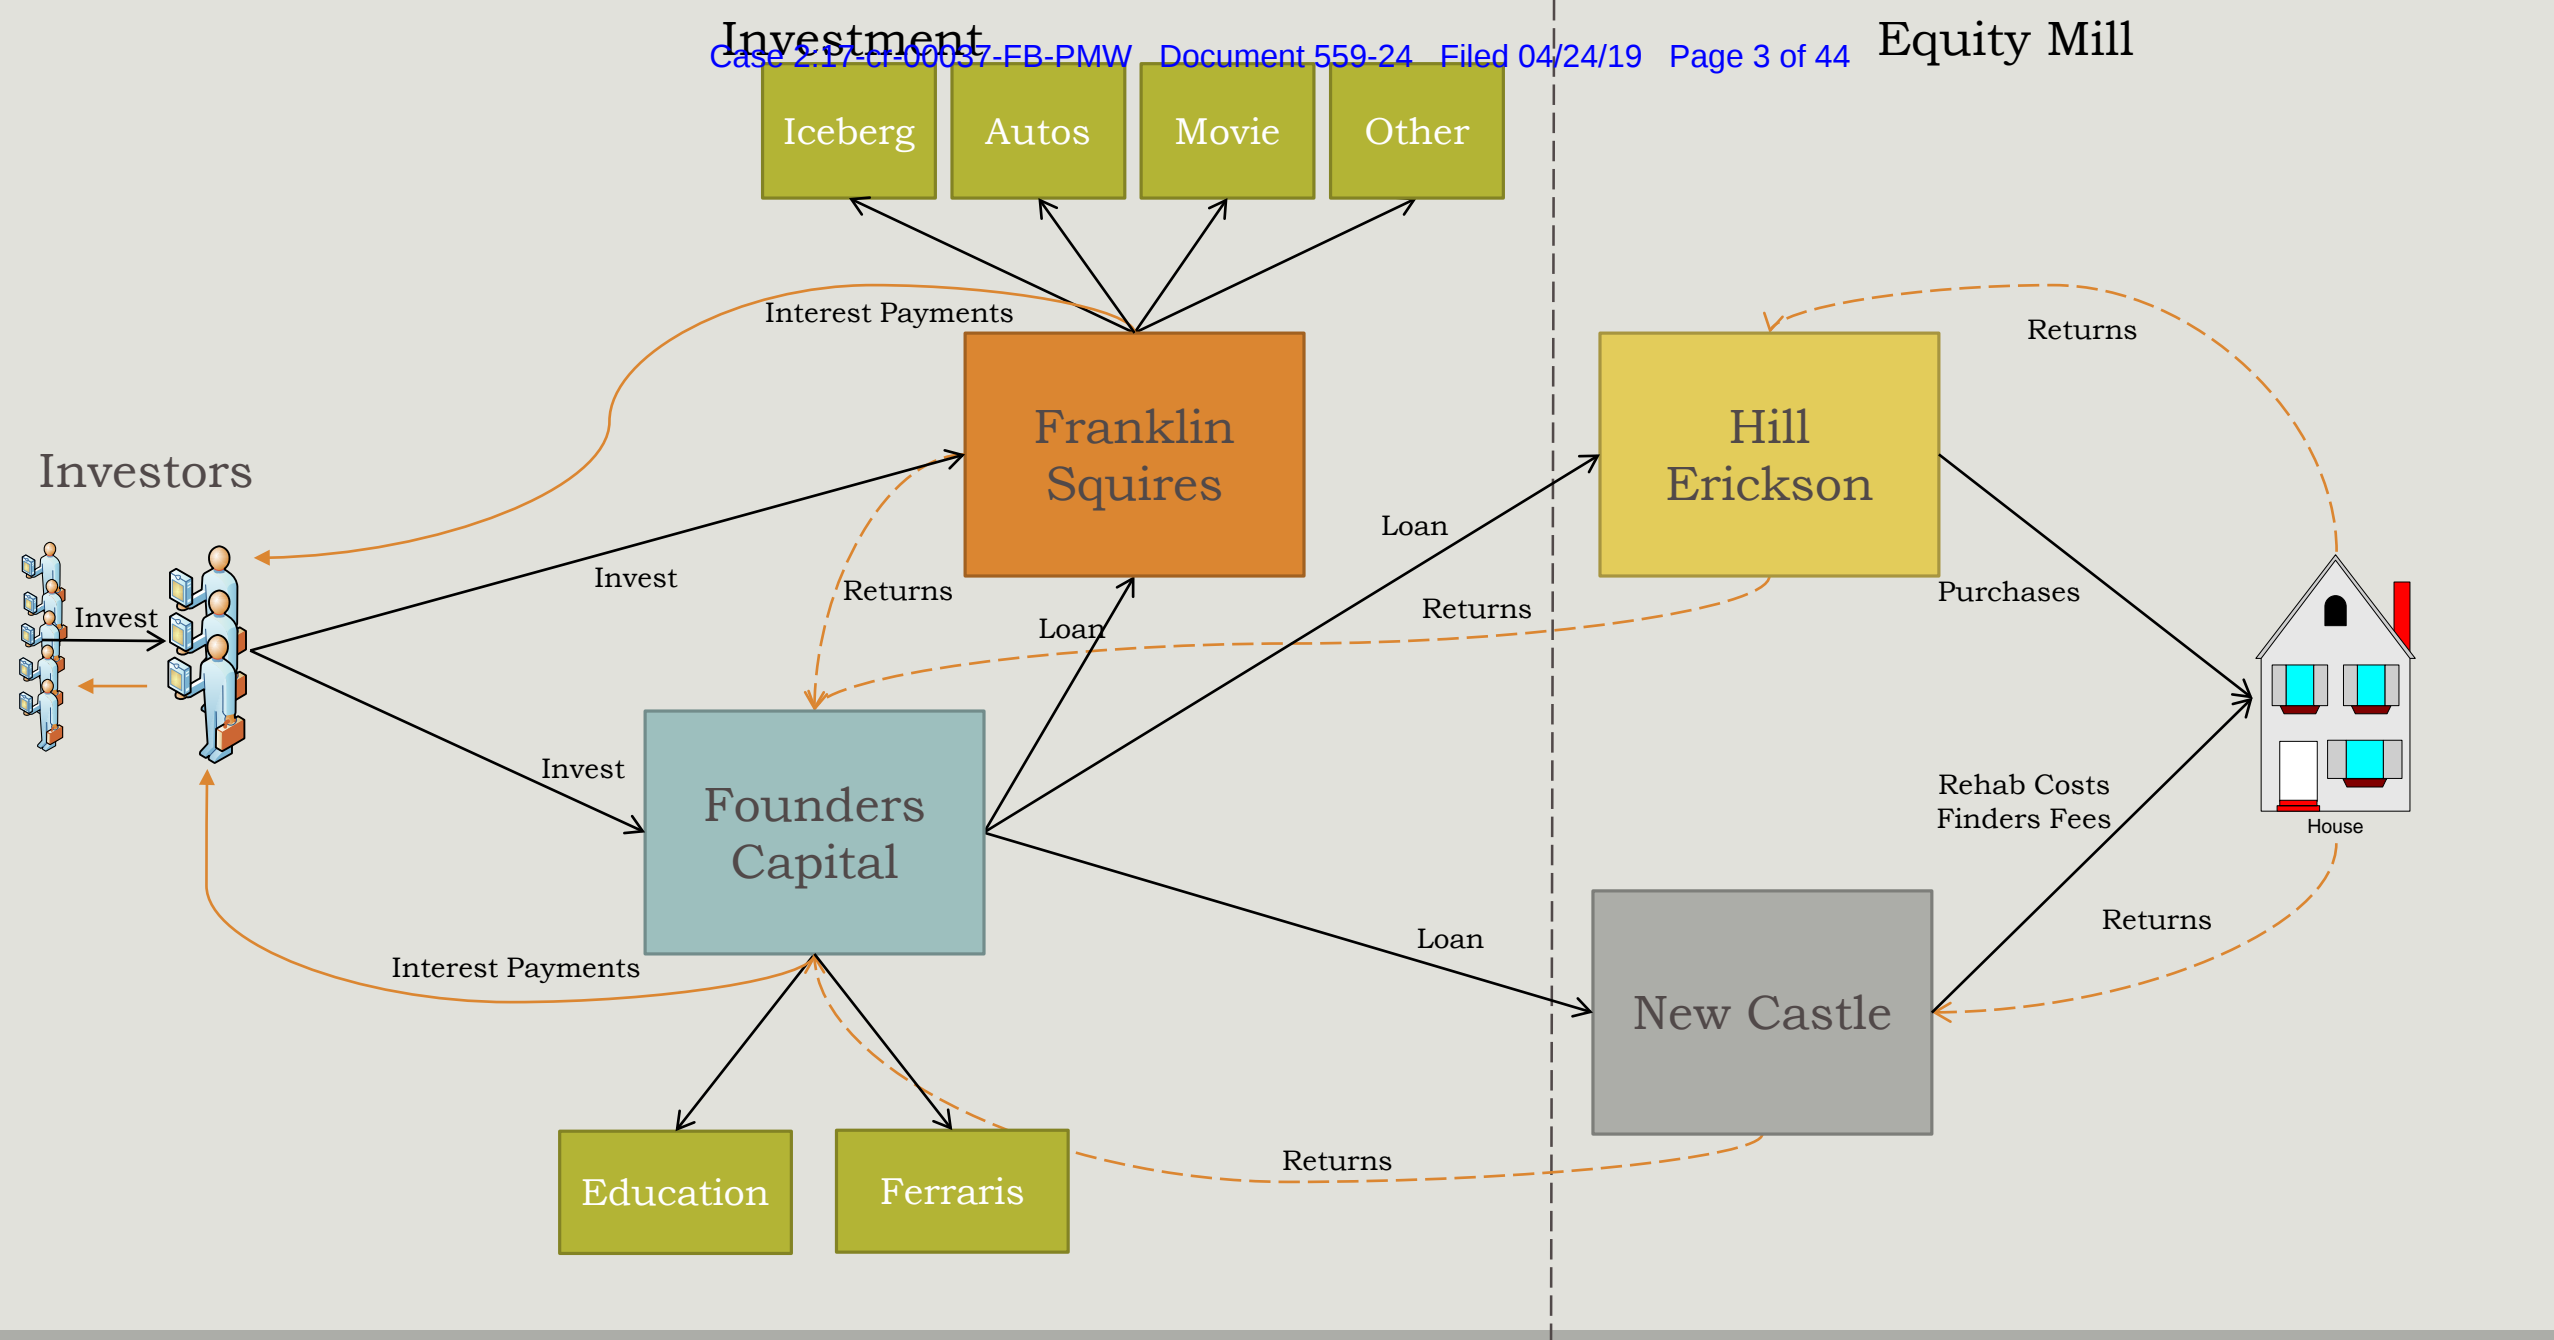 Investment
Equity Mill
Case 2:17-cr-00037-FB-PMW Document 559-24 Filed 04/24/19 Page 3 of 44
Iceberg
Autos
Movie
Other
Interest Payments
Returns
Franklin
Squires
Hill
Erickson
Investors
Loan
Invest
Returns
Purchases
Returns
Invest
Loan
Invest
Rehab Costs
Finders Fees
Founders
Capital
House
Returns
Loan
Interest Payments
New Castle
Returns
Education
Ferraris